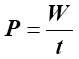 P = W/t